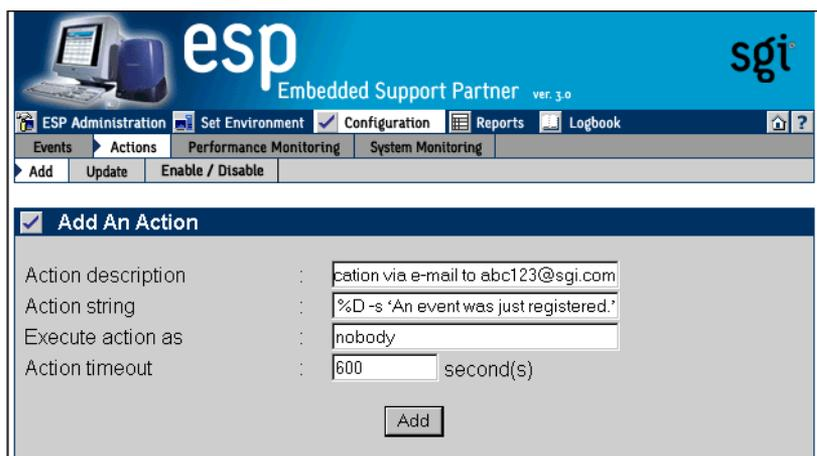 esp
Embedded Support Partner ver. 3.0
sgi
ESP Administration Set Environment Configuration Reports Logbook ?
Events Actions Performance Monitoring System Monitoring
Add Update Enable / Disable
Add An Action
Action description : cation via e-mail to abc123@sgi.com
Action string : %D -s ‘An event was just registered.’
Execute action as : nobody
Action timeout : 600 second(s)
Add